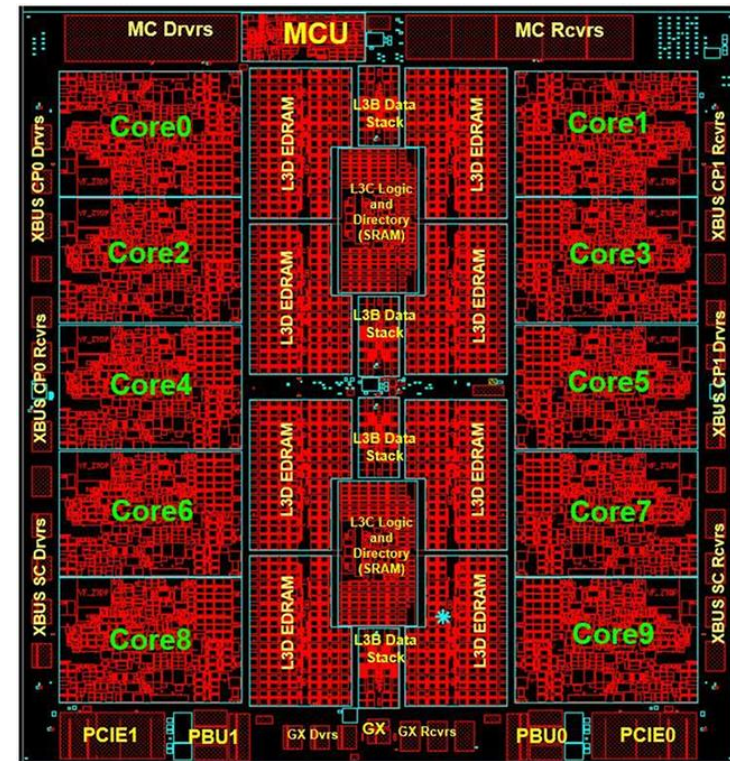 MC Drvrs
MCU
MC Rcvrs
L3B Data
Stack
Core0
Core1
XBUS CP0 Drvrs
L3D EDRAM
L3D EDRAM
XBUS CP1 Rcvrs
L3C Logic
and
Directory
(SRAM)
Core2
Core3
L3D EDRAM
L3D EDRAM
L3B Data
Stack
XBUS CP0 Rcvrs
Core4
Core5
XBUS CP1 Drvrs
L3B Data
Stack
L3D EDRAM
L3D EDRAM
Core6
Core7
L3C Logic
and
Directory
(SRAM)
XBUS SC Drvrs
XBUS SC Rcvrs
L3D EDRAM
L3D EDRAM
Core8
Core9
L3B Data
Stack
PCIE1
PBU1
GX Dvrs
GX
GX Rcvrs
PBU0
PCIE0